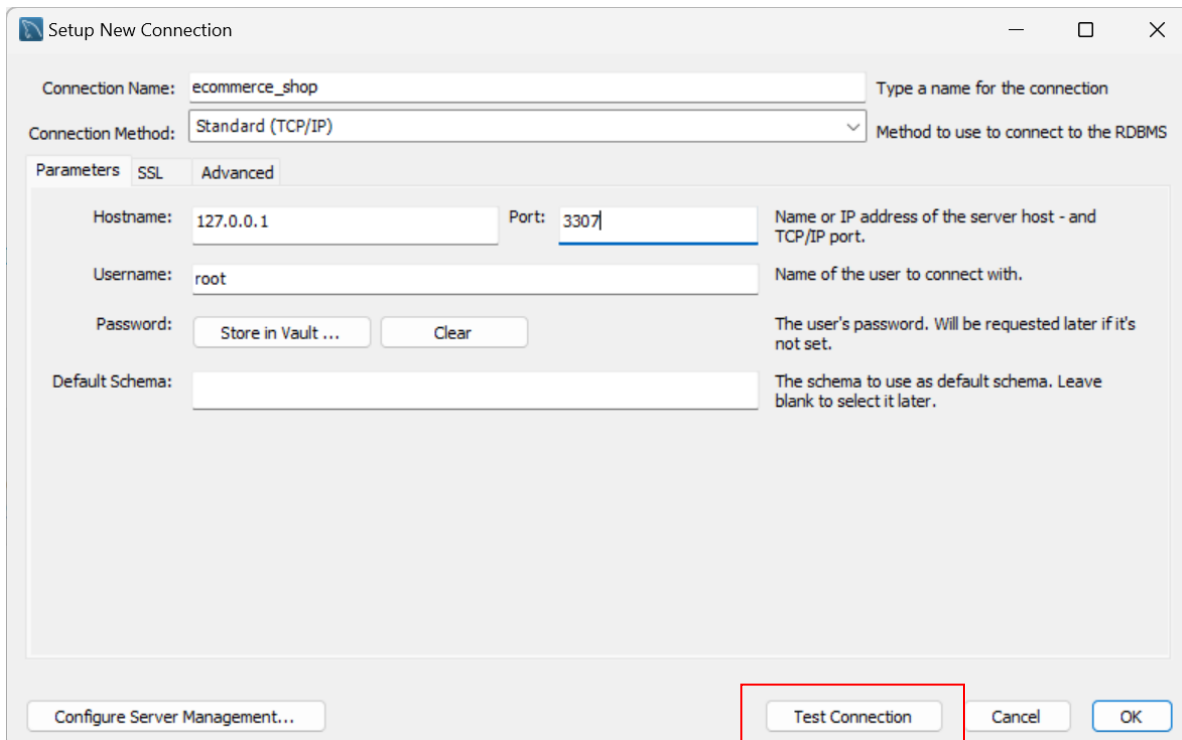 Setup New Connection
Connection Name: ecommerce_shop Type a name for the connection
Connection Method: Standard (TCP/IP) Method to use to connect to the RDBMS
Parameters SSL Advanced
Hostname: 127.0.0.1 Port: 3307 Name or IP address of the server host - and
TCP/IP port.
Username: root Name of the user to connect with.
Password: Store in Vault ... Clear The user's password. Will be requested later if it's
not set.
Default Schema: The schema to use as default schema. Leave
blank to select it later.
Configure Server Management... Test Connection Cancel OK